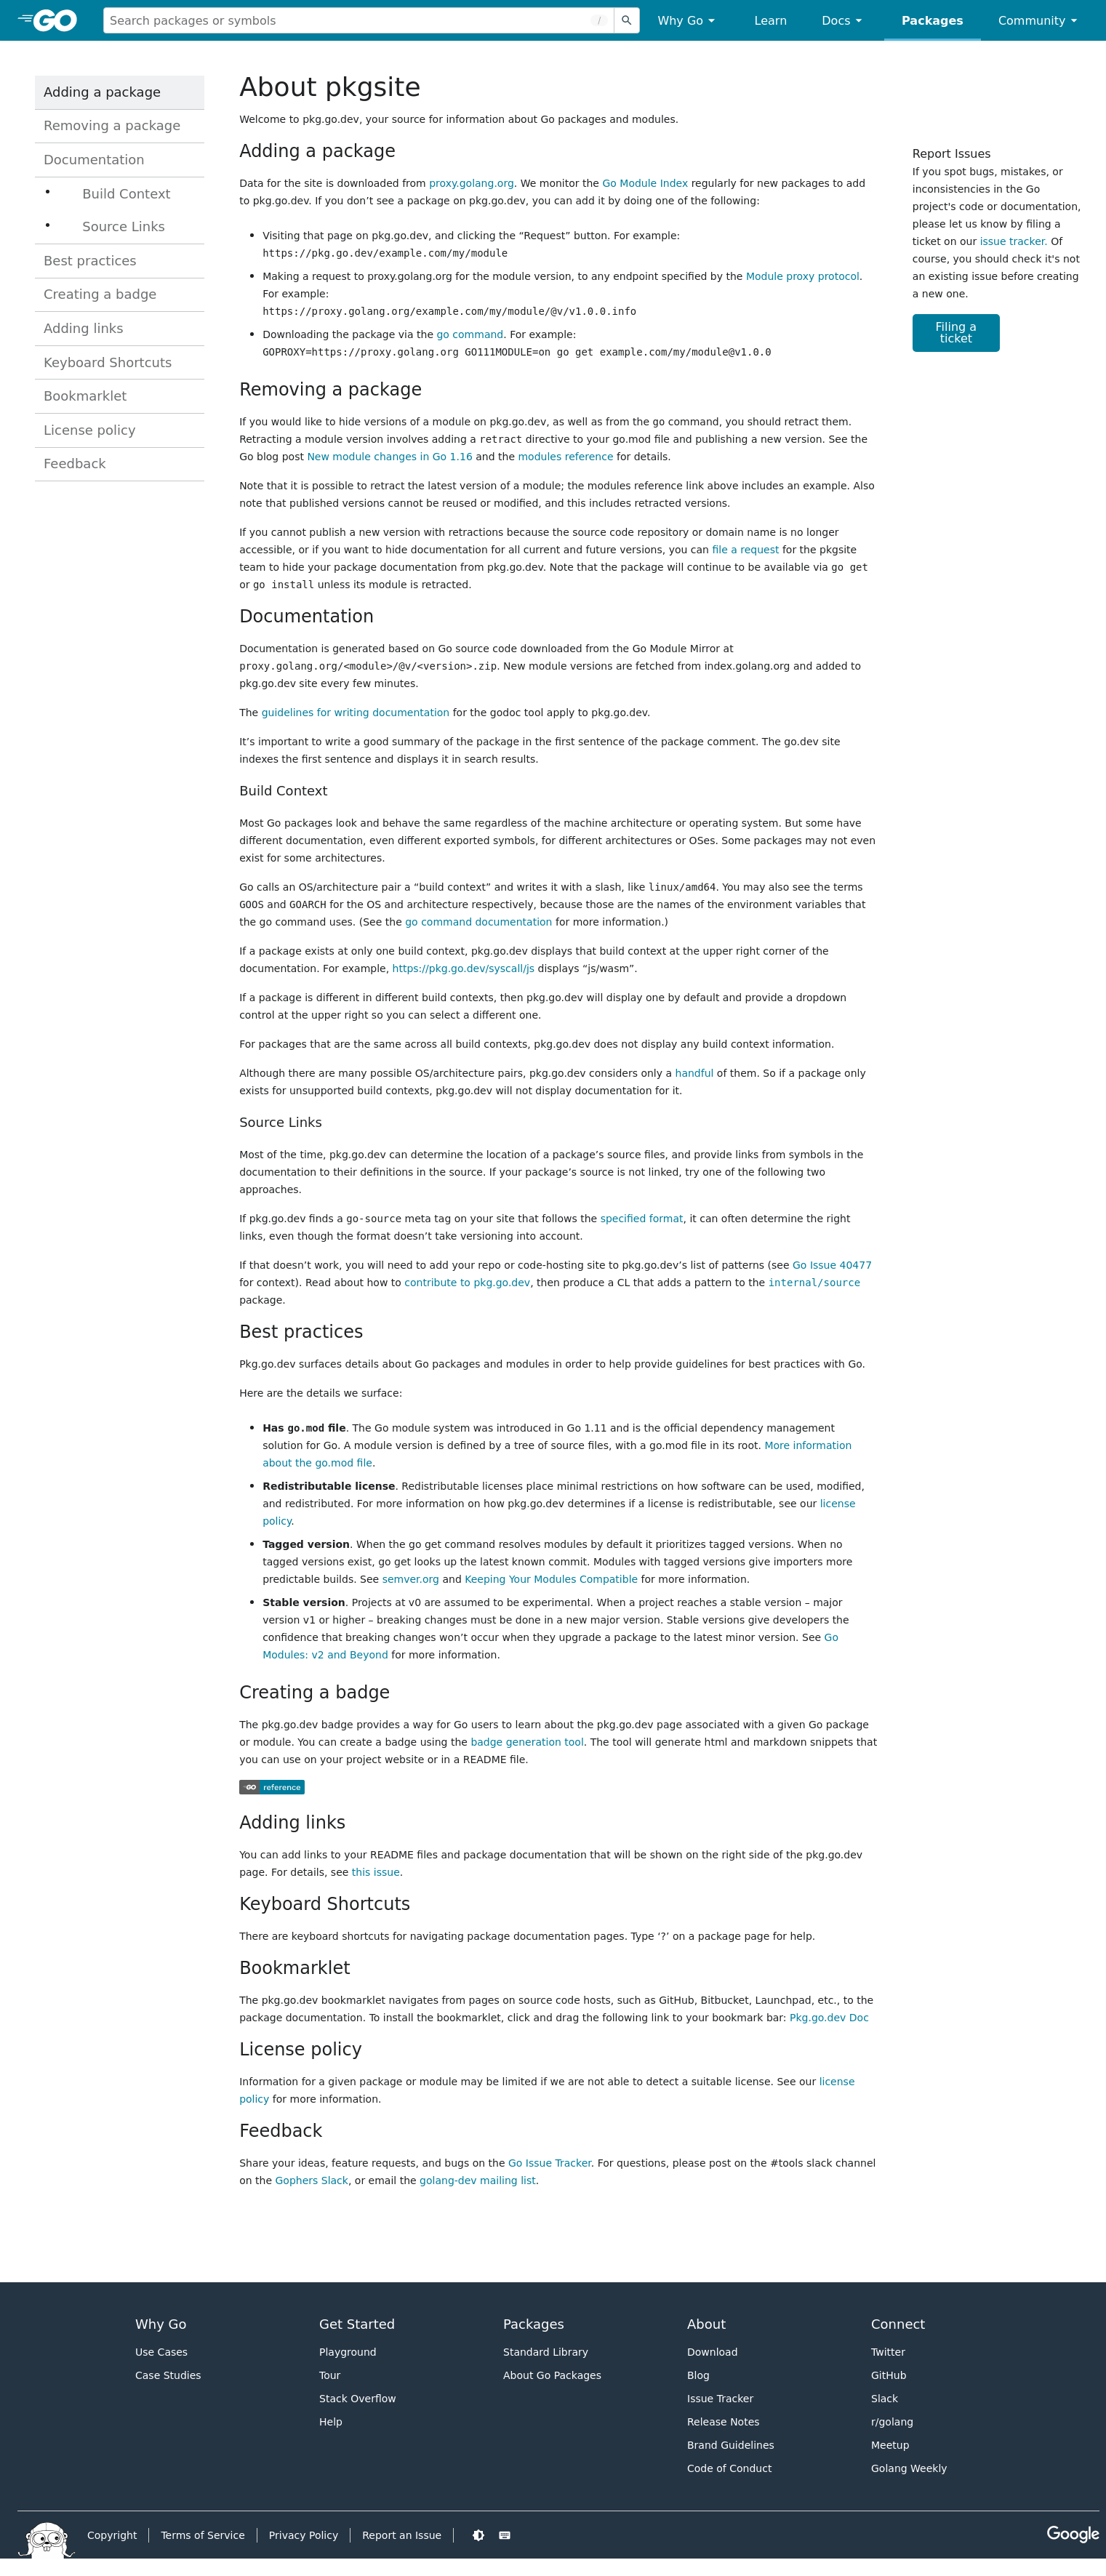 GO
Search packages or symbols
/
Why Go
Learn
Docs
Packages
Community
Adding a package
Removing a package
Documentation
• Build Context
• Source Links
Best practices
Creating a badge
Adding links
Keyboard Shortcuts
Bookmarklet
License policy
Feedback
About pkgsite
Welcome to pkg.go.dev, your source for information about Go packages and modules.
Adding a package
Data for the site is downloaded from proxy.golang.org. We monitor the Go Module Index regularly for new packages to add
to pkg.go.dev. If you don’t see a package on pkg.go.dev, you can add it by doing one of the following:
• Visiting that page on pkg.go.dev, and clicking the “Request” button. For example:
https://pkg.go.dev/example.com/my/module
• Making a request to proxy.golang.org for the module version, to any endpoint specified by the Module proxy protocol.
For example:
https://proxy.golang.org/example.com/my/module/@v/v1.0.0.info
• Downloading the package via the go command. For example:
GOPROXY=https://proxy.golang.org GO111MODULE=on go get example.com/my/module@v1.0.0
Removing a package
If you would like to hide versions of a module on pkg.go.dev, as well as from the go command, you should retract them.
Retracting a module version involves adding a retract directive to your go.mod file and publishing a new version. See the
Go blog post New module changes in Go 1.16 and the modules reference for details.
Note that it is possible to retract the latest version of a module; the modules reference link above includes an example. Also
note that published versions cannot be reused or modified, and this includes retracted versions.
If you cannot publish a new version with retractions because the source code repository or domain name is no longer
accessible, or if you want to hide documentation for all current and future versions, you can file a request for the pkgsite
team to hide your package documentation from pkg.go.dev. Note that the package will continue to be available via go get
or go install unless its module is retracted.
Documentation
Documentation is generated based on Go source code downloaded from the Go Module Mirror at
proxy.golang.org/<module>/@v/<version>.zip. New module versions are fetched from index.golang.org and added to
pkg.go.dev site every few minutes.
The guidelines for writing documentation for the godoc tool apply to pkg.go.dev.
It’s important to write a good summary of the package in the first sentence of the package comment. The go.dev site
indexes the first sentence and displays it in search results.
Build Context
Most Go packages look and behave the same regardless of the machine architecture or operating system. But some have
different documentation, even different exported symbols, for different architectures or OSes. Some packages may not even
exist for some architectures.
Go calls an OS/architecture pair a “build context” and writes it with a slash, like linux/amd64. You may also see the terms
GOOS and GOARCH for the OS and architecture respectively, because those are the names of the environment variables that
the go command uses. (See the go command documentation for more information.)
If a package exists at only one build context, pkg.go.dev displays that build context at the upper right corner of the
documentation. For example, https://pkg.go.dev/syscall/js displays “js/wasm”.
If a package is different in different build contexts, then pkg.go.dev will display one by default and provide a dropdown
control at the upper right so you can select a different one.
For packages that are the same across all build contexts, pkg.go.dev does not display any build context information.
Although there are many possible OS/architecture pairs, pkg.go.dev considers only a handful of them. So if a package only
exists for unsupported build contexts, pkg.go.dev will not display documentation for it.
Source Links
Most of the time, pkg.go.dev can determine the location of a package’s source files, and provide links from symbols in the
documentation to their definitions in the source. If your package’s source is not linked, try one of the following two
approaches.
If pkg.go.dev finds a go-source meta tag on your site that follows the specified format, it can often determine the right
links, even though the format doesn’t take versioning into account.
If that doesn’t work, you will need to add your repo or code-hosting site to pkg.go.dev’s list of patterns (see Go Issue 40477
for context). Read about how to contribute to pkg.go.dev, then produce a CL that adds a pattern to the internal/source
package.
Best practices
Pkg.go.dev surfaces details about Go packages and modules in order to help provide guidelines for best practices with Go.
Here are the details we surface:
• Has go.mod file. The Go module system was introduced in Go 1.11 and is the official dependency management
solution for Go. A module version is defined by a tree of source files, with a go.mod file in its root. More information
about the go.mod file.
• Redistributable license. Redistributable licenses place minimal restrictions on how software can be used, modified,
and redistributed. For more information on how pkg.go.dev determines if a license is redistributable, see our license
policy.
• Tagged version. When the go get command resolves modules by default it prioritizes tagged versions. When no
tagged versions exist, go get looks up the latest known commit. Modules with tagged versions give importers more
predictable builds. See semver.org and Keeping Your Modules Compatible for more information.
• Stable version. Projects at v0 are assumed to be experimental. When a project reaches a stable version – major
version v1 or higher – breaking changes must be done in a new major version. Stable versions give developers the
confidence that breaking changes won’t occur when they upgrade a package to the latest minor version. See Go
Modules: v2 and Beyond for more information.
Creating a badge
The pkg.go.dev badge provides a way for Go users to learn about the pkg.go.dev page associated with a given Go package
or module. You can create a badge using the badge generation tool. The tool will generate html and markdown snippets that
you can use on your project website or in a README file.
GO reference
Adding links
You can add links to your README files and package documentation that will be shown on the right side of the pkg.go.dev
page. For details, see this issue.
Keyboard Shortcuts
There are keyboard shortcuts for navigating package documentation pages. Type ‘?’ on a package page for help.
Bookmarklet
The pkg.go.dev bookmarklet navigates from pages on source code hosts, such as GitHub, Bitbucket, Launchpad, etc., to the
package documentation. To install the bookmarklet, click and drag the following link to your bookmark bar: Pkg.go.dev Doc
License policy
Information for a given package or module may be limited if we are not able to detect a suitable license. See our license
policy for more information.
Feedback
Share your ideas, feature requests, and bugs on the Go Issue Tracker. For questions, please post on the #tools slack channel
on the Gophers Slack, or email the golang-dev mailing list.
Report Issues
If you spot bugs, mistakes, or
inconsistencies in the Go
project's code or documentation,
please let us know by filing a
ticket on our issue tracker. Of
course, you should check it's not
an existing issue before creating
a new one.
Filing a
ticket
Why Go
Use Cases
Case Studies
Get Started
Playground
Tour
Stack Overflow
Help
Packages
Standard Library
About Go Packages
About
Download
Blog
Issue Tracker
Release Notes
Brand Guidelines
Code of Conduct
Connect
Twitter
GitHub
Slack
r/golang
Meetup
Golang Weekly
Copyright
Terms of Service
Privacy Policy
Report an Issue
Google